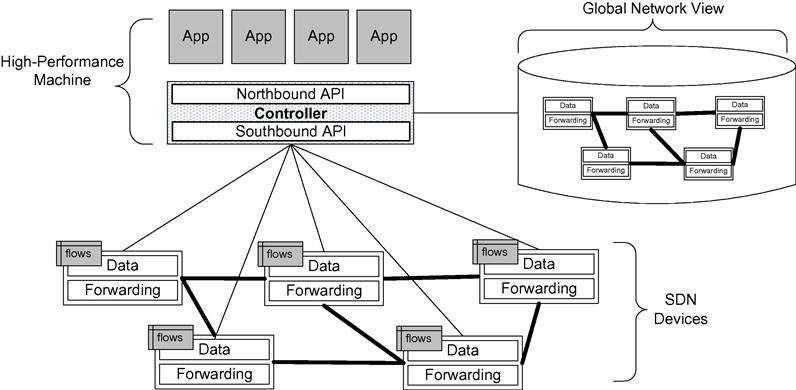 Global Network View
High-Performance
Machine
App
App
App
App
Northbound API
Controller
Southbound API
Data
Forwarding
Data
Forwarding
Data
Forwarding
Data
Forwarding
Data
Forwarding
flows
Data
Forwarding
flows
Data
Forwarding
flows
Data
Forwarding
SDN
Devices
flows
Data
Forwarding
flows
Data
Forwarding